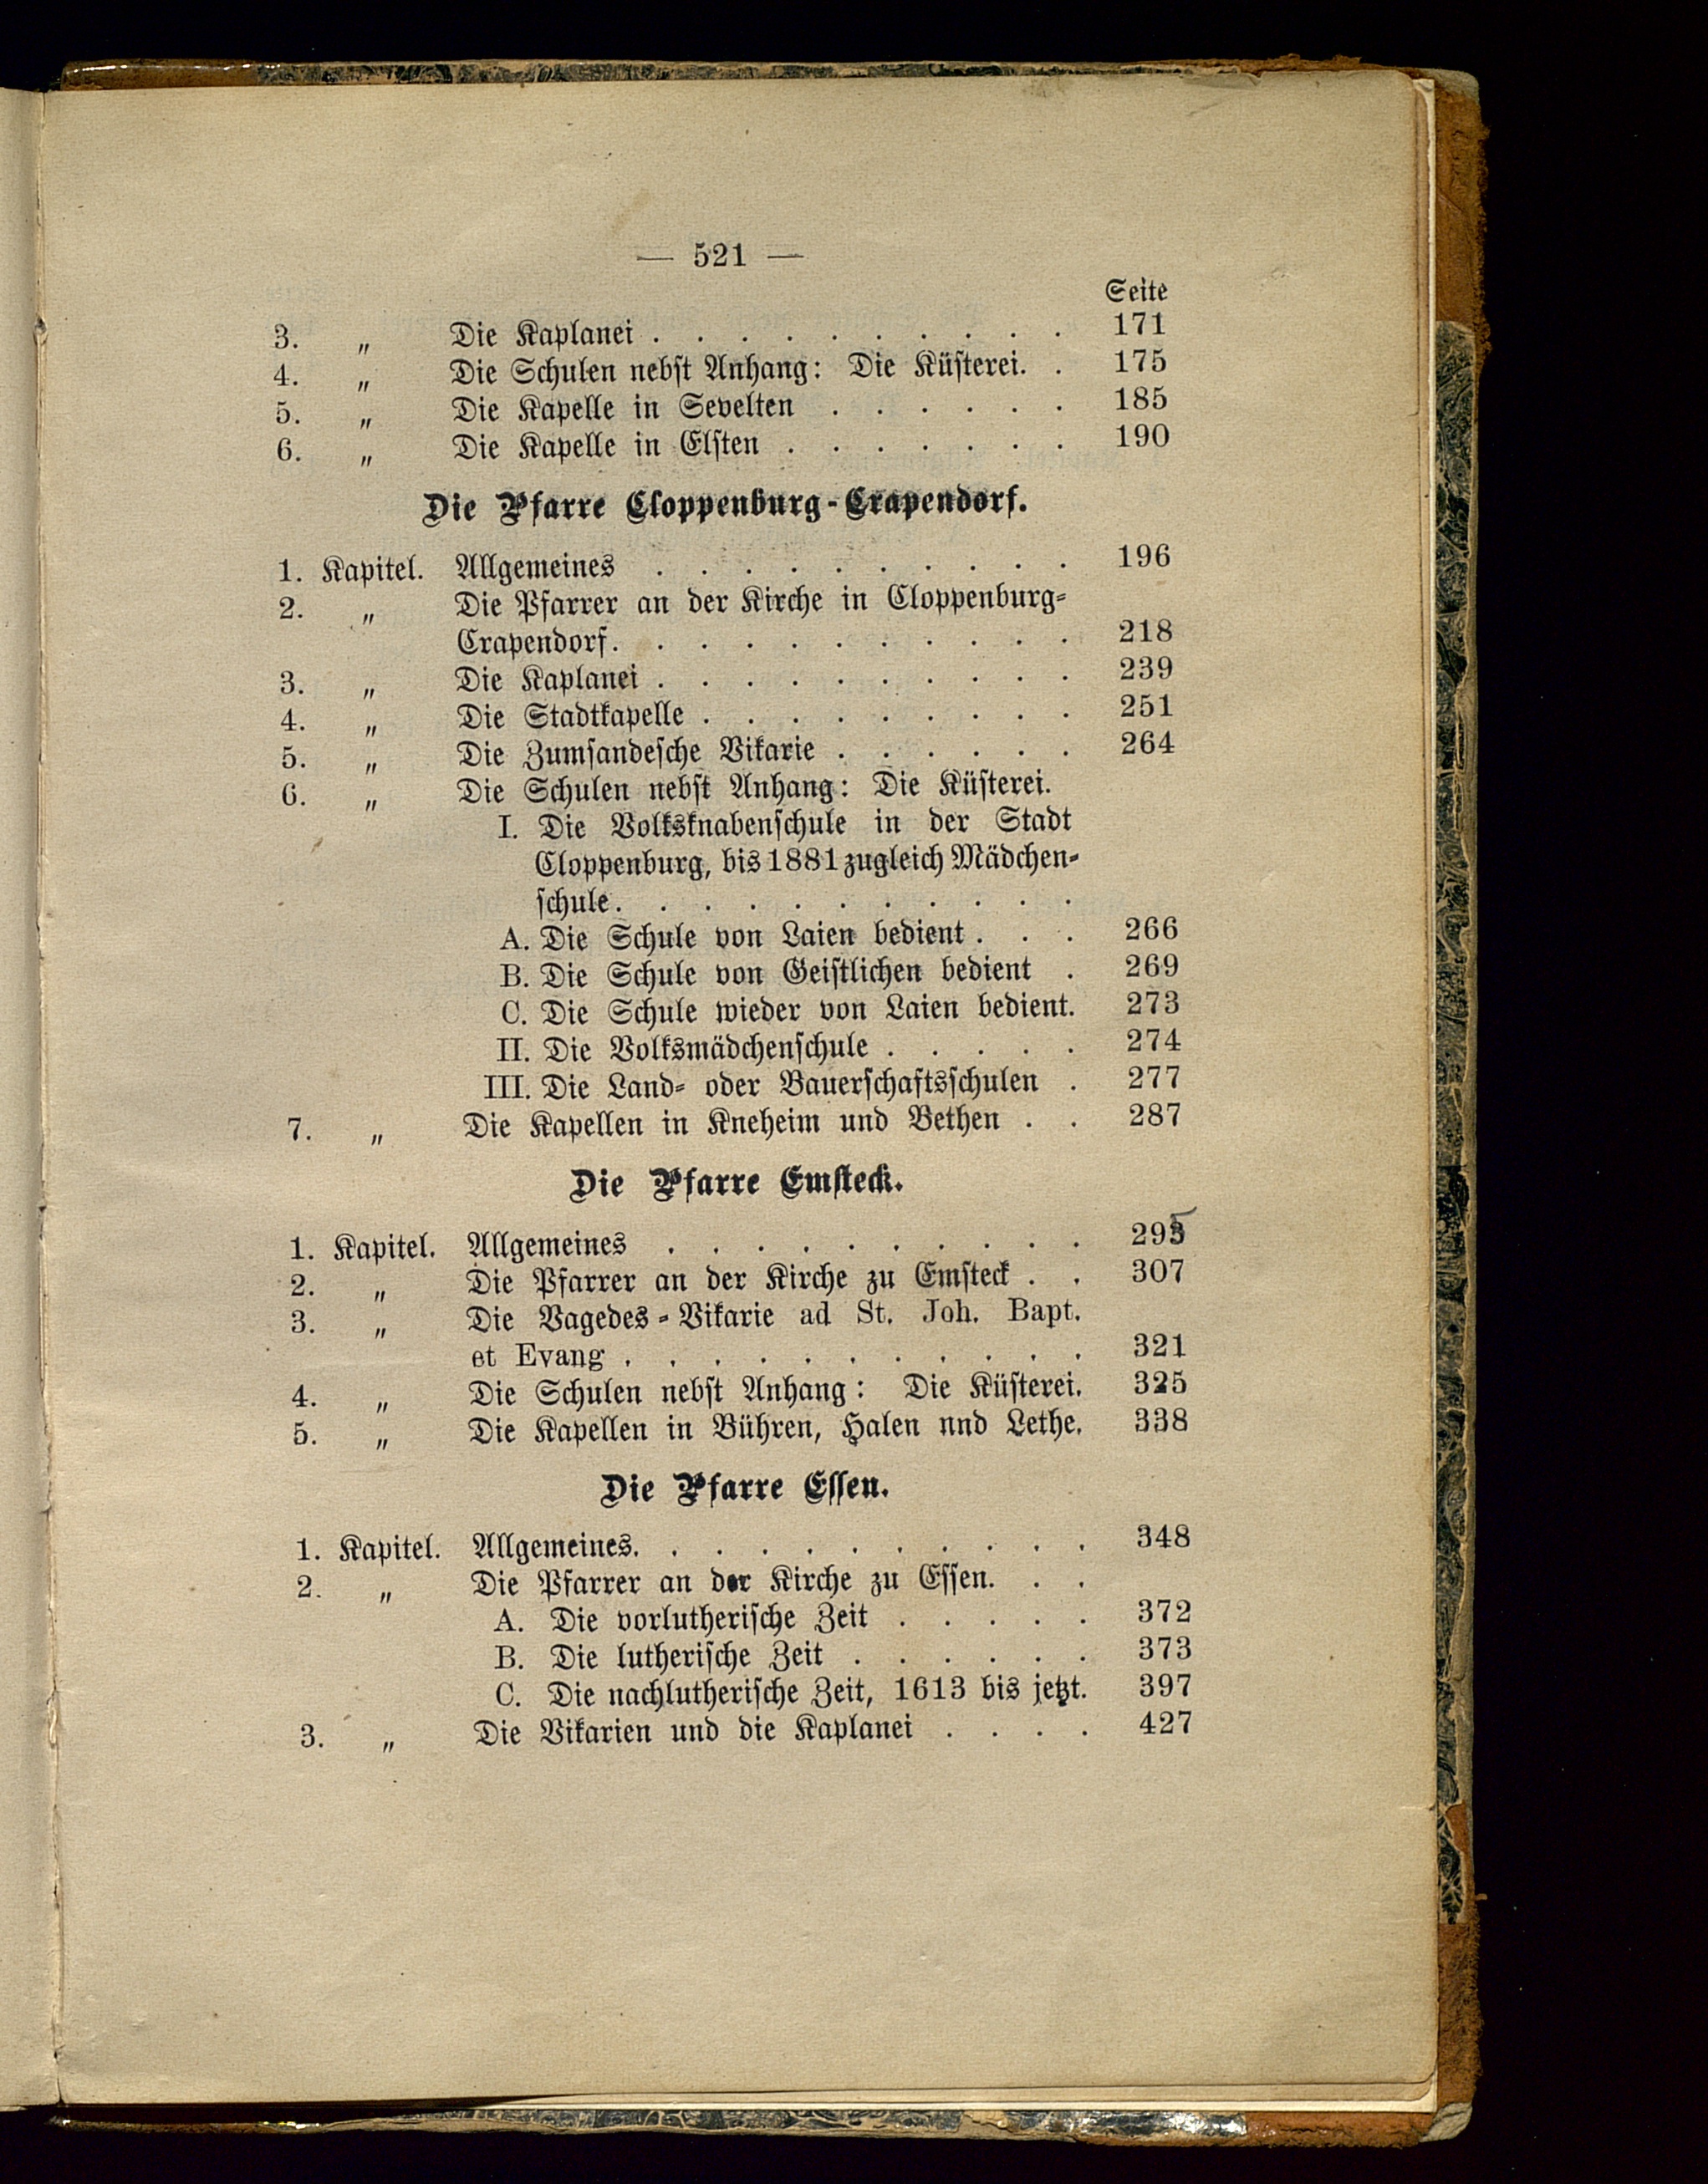 — 521 —
Seite
3. „ Die Kaplanei . . . . . . . . . . 171
4. „ Die Schulen nebst Anhang: Die Küsterei. . 175
5. „ Die Kapelle in Sevelten . . . . . . 185
6. „ Die Kapelle in Elsten . . . . . . . 190
Die Pfarre Cloppenburg-Crapendorf.
1. Kapitel. Allgemeines . . . . . . . . . . 196
2. „ Die Pfarrer an der Kirche in Cloppenburg-
Crapendorf. . . . . . . . . . . 218
3. „ Die Kaplanei . . . . . . . . . . 239
4. „ Die Stadtkapelle . . . . . . . . . 251
5. „ Die Zumsandesche Vikarie . . . . . . 264
6. „ Die Schulen nebst Anhang: Die Küsterei.
I. Die Volksknabenschule in der Stadt
Cloppenburg, bis 1881 zugleich Mädchen-
schule. . . . . . . . . . .
A. Die Schule von Laien bedient . . . 266
B. Die Schule von Geistlichen bedient . 269
C. Die Schule wieder von Laien bedient. 273
II. Die Volksmädchenschule . . . . . 274
III. Die Land- oder Bauerschaftsschulen . 277
7. „ Die Kapellen in Kneheim und Bethen . . 287
Die Pfarre Emsteck.
1. Kapitel. Allgemeines . . . . . . . . . . 295
2. „ Die Pfarrer an der Kirche zu Emsteck . . 307
3. „ Die Vagedes-Vikarie ad St. Joh. Bapt.
et Evang . . . . . . . . . . . 321
4. „ Die Schulen nebst Anhang: Die Küsterei. 325
5. „ Die Kapellen in Bühren, Halen nnd Lethe. 338
Die Pfarre Essen.
1. Kapitel. Allgemeines. . . . . . . . . . . 348
2. „ Die Pfarrer an der Kirche zu Essen. . .
A. Die vorlutherische Zeit . . . . . 372
B. Die lutherische Zeit . . . . . . 373
C. Die nachlutherische Zeit, 1613 bis jetzt. 397
3. „ Die Vikarien und die Kaplanei . . . . 427